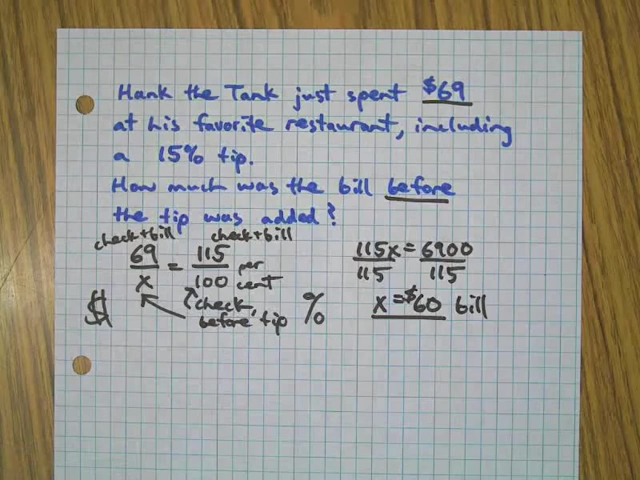 Hank the Tank just spent $69
at his favorite restaurant, including
a 15% tip.
How much was the bill before
the tip was added?
check+bill check+bill
69/x = 115/100 per cent
$ check before tip %
115x = 6900
115 115
x = $60 bill